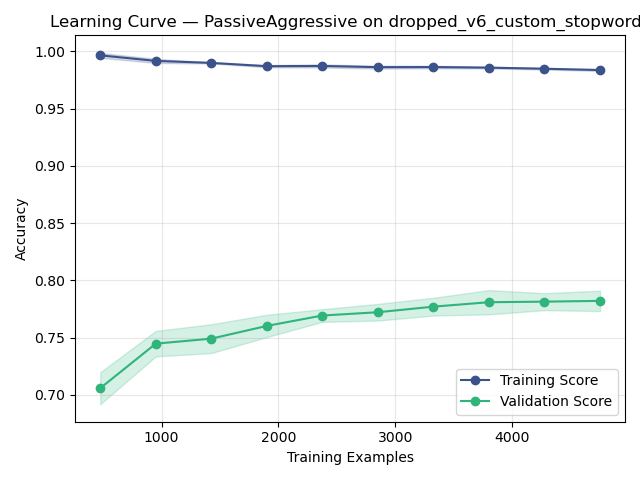 Learning Curve — PassiveAggressive on dropped_v6_custom_stopword
1.00
0.95
0.90
0.85
0.80
0.75
0.70
Accuracy
Training Score
Validation Score
1000
2000
3000
4000
Training Examples